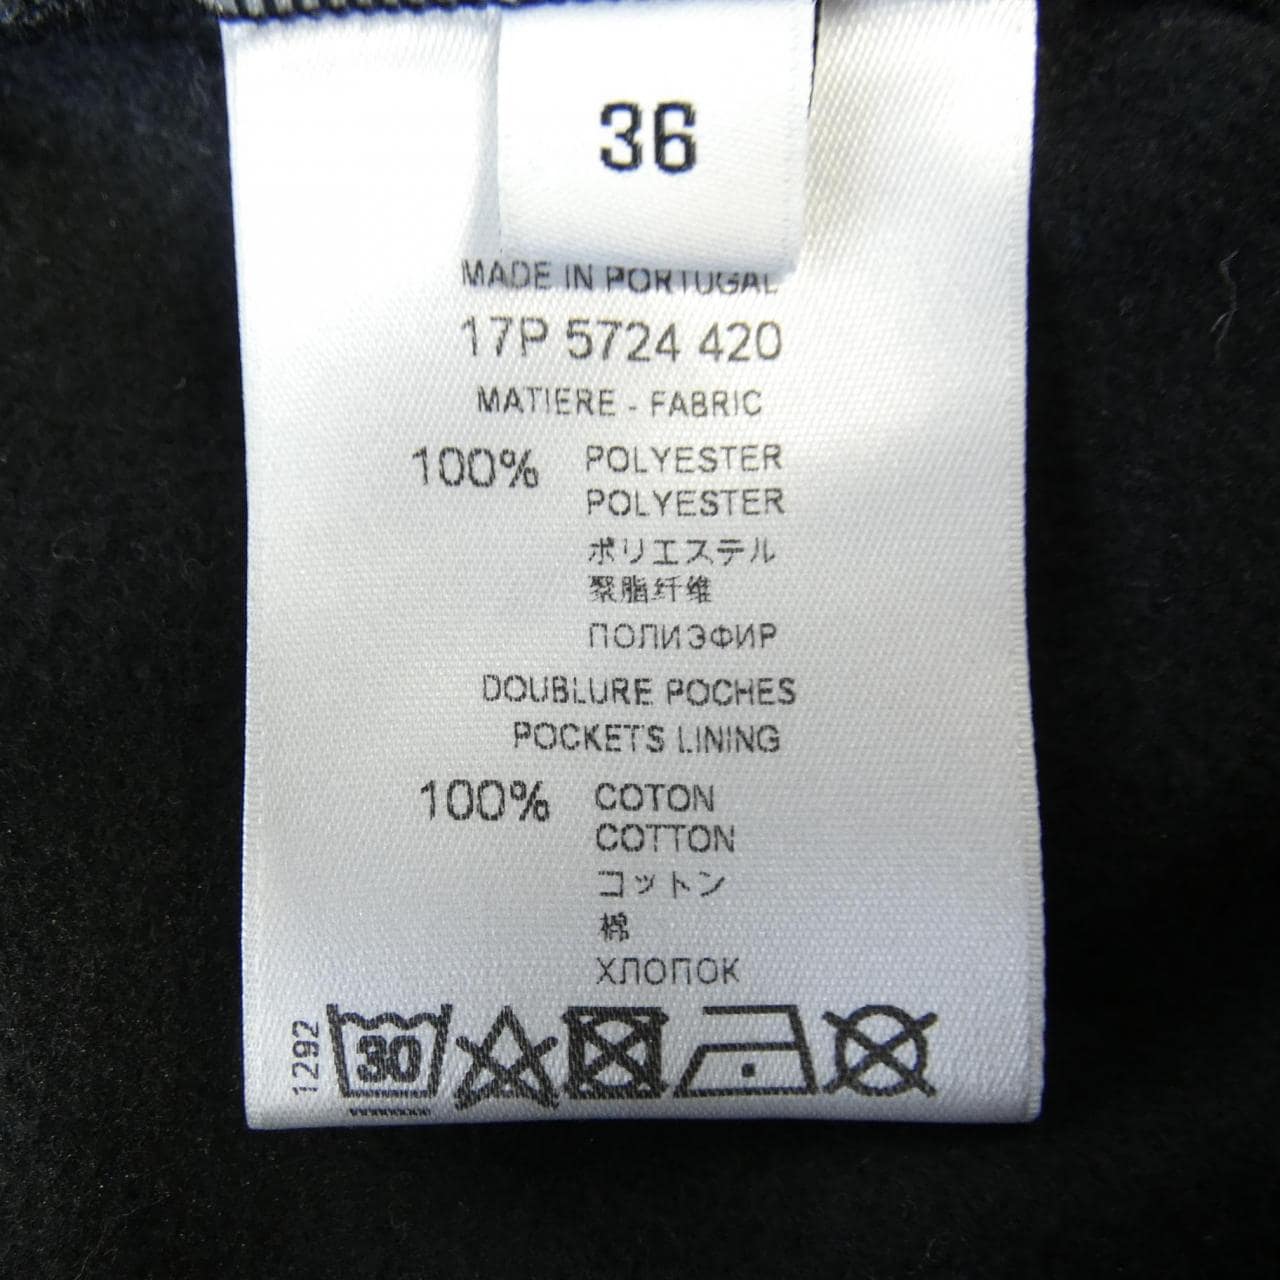 36
MADE IN PORTUGAL
17P 5724 420
MATIERE - FABRIC
100% POLYESTER
POLYESTER
ポリエステル
聚脂纤维
ПОЛИЭФИР
DOUBLURE POCHES
POCKETS LINING
100% COTON
COTTON
コットン
棉
ХЛОПОК
1292
30